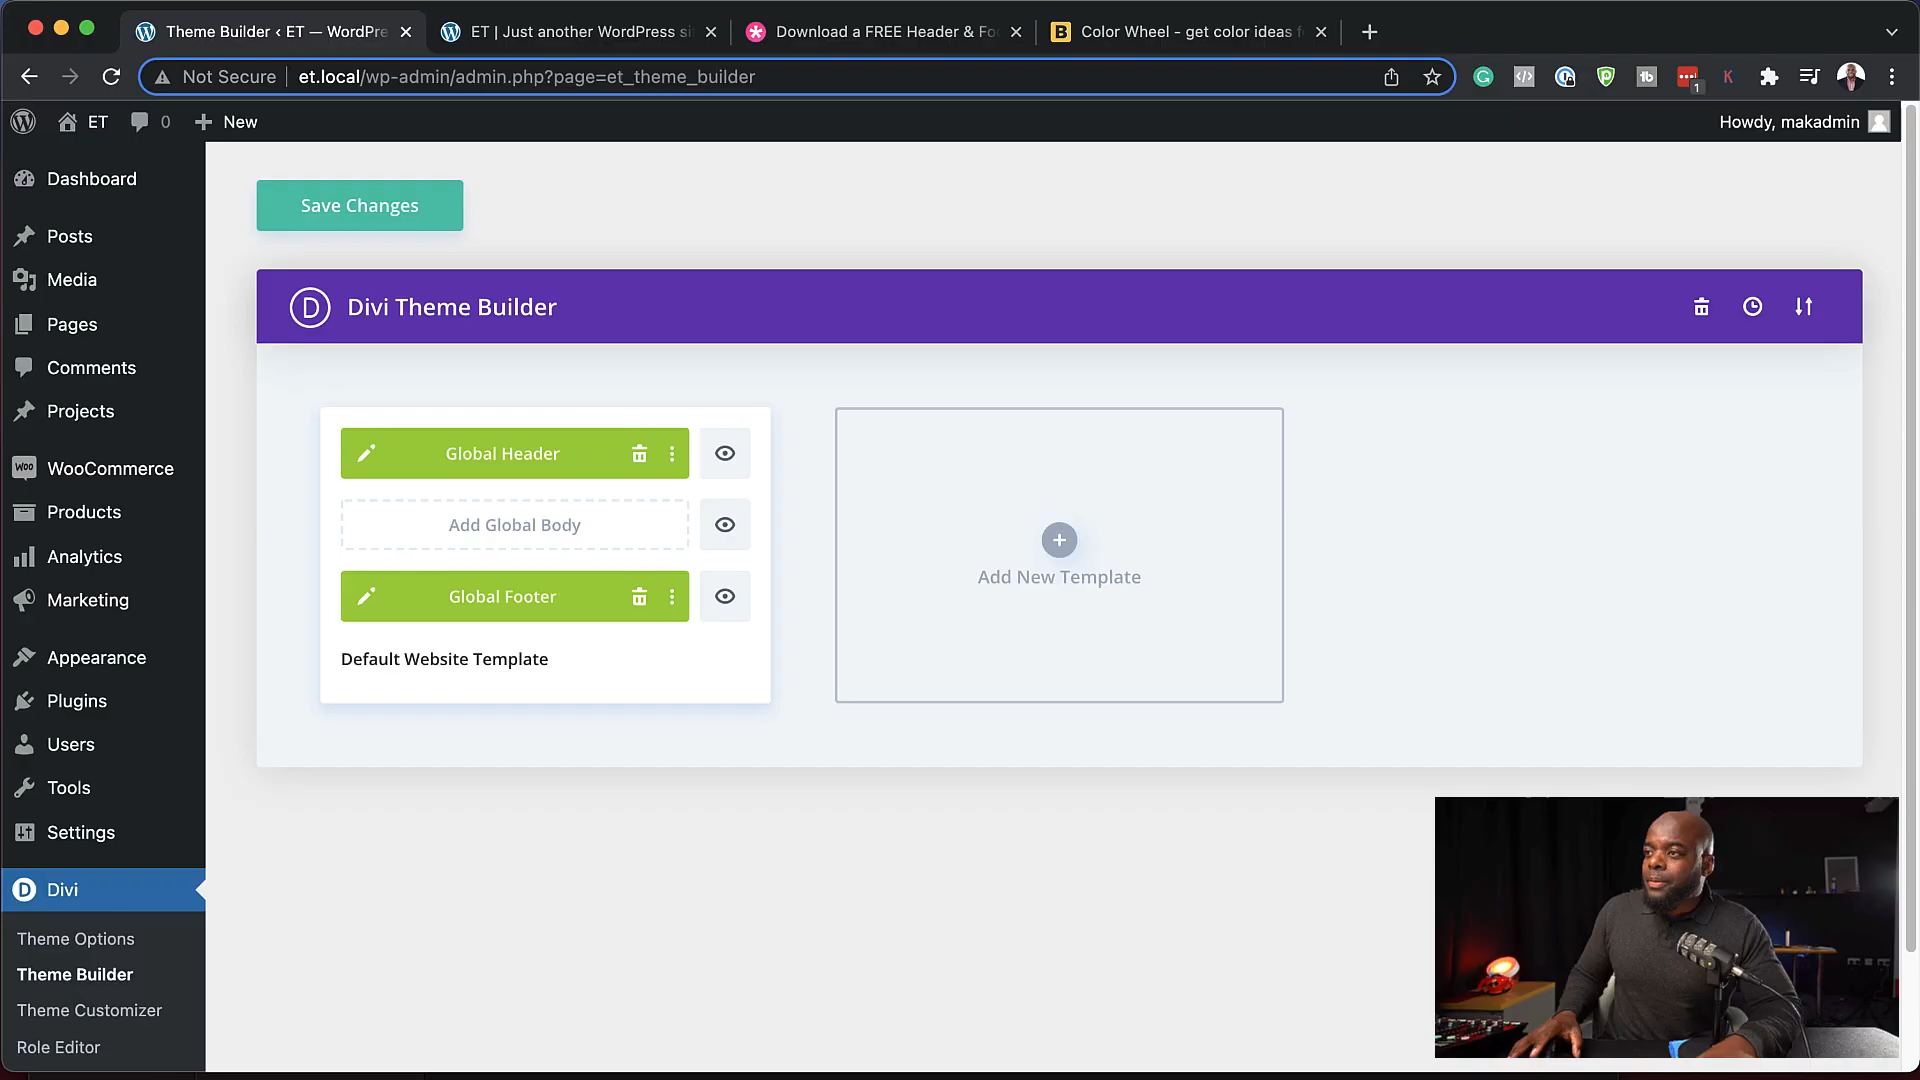 Theme Builder ‹ ET — WordPre
ET | Just another WordPress si
Download a FREE Header & Fo
Color Wheel - get color ideas f
Not Secure
et.local/wp-admin/admin.php?page=et_theme_builder
1
ET
0
New
Howdy, makadmin
Dashboard
Posts
Media
Pages
Comments
Projects
WooCommerce
Products
Analytics
Marketing
Appearance
Plugins
Users
Tools
Settings
Divi
Theme Options
Theme Builder
Theme Customizer
Role Editor
Save Changes
D
Divi Theme Builder
Global Header
Add Global Body
Global Footer
Default Website Template
Add New Template